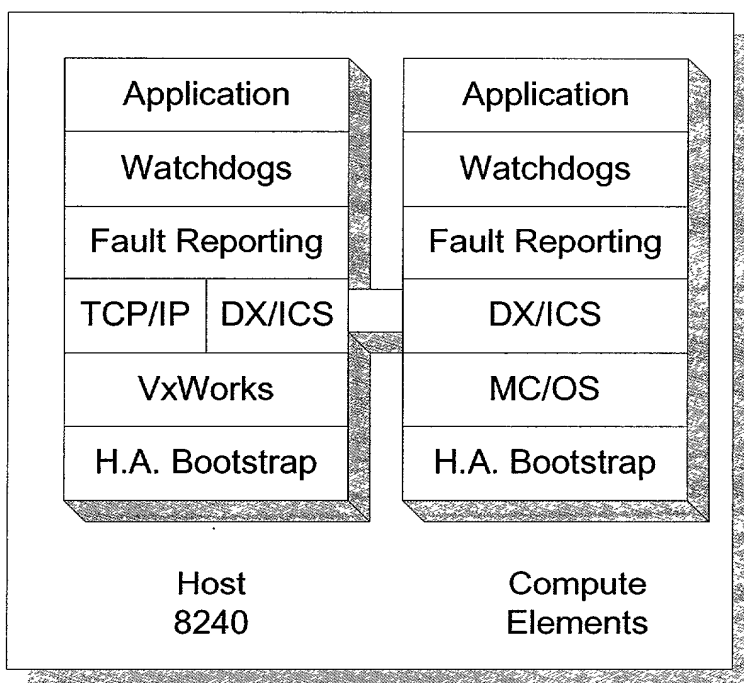 Application
Watchdogs
Fault Reporting
TCP/IP DX/ICS
VxWorks
H.A. Bootstrap
Host
8240
Application
Watchdogs
Fault Reporting
DX/ICS
MC/OS
H.A. Bootstrap
Compute
Elements